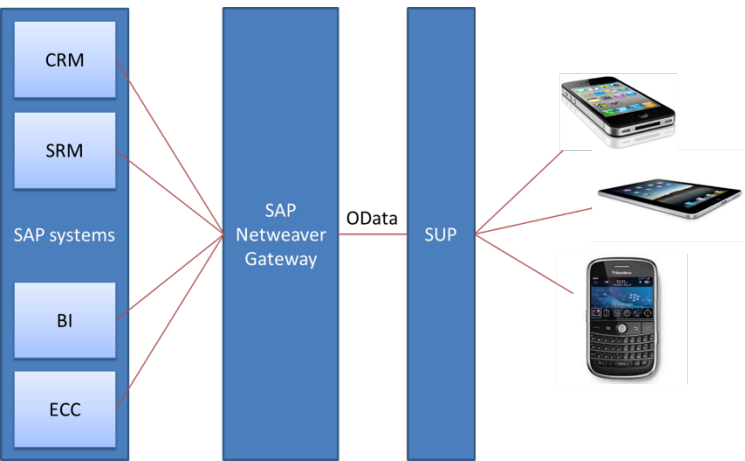 CRM
SRM
SAP systems
BI
ECC
SAP
Netweaver
Gateway
OData
SUP